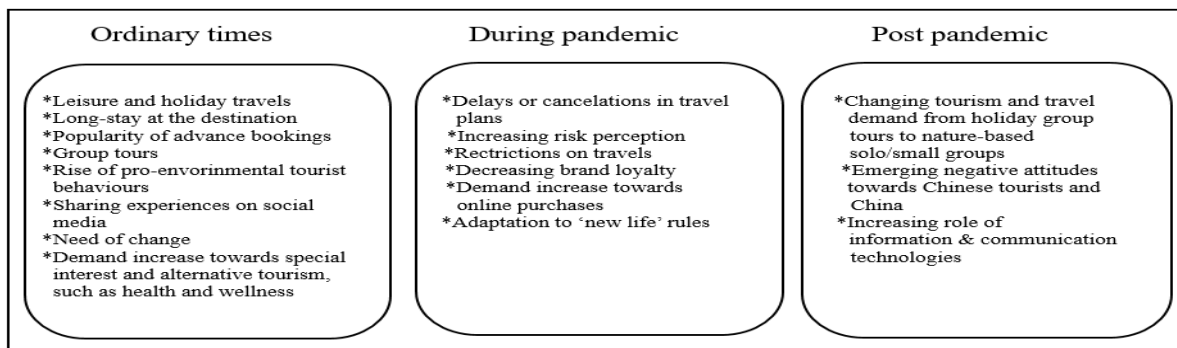 Ordinary times
*Leisure and holiday travels
*Long-stay at the destination
*Popularity of advance bookings
*Group tours
*Rise of pro-envorinmental tourist
behaviours
*Sharing experiences on social
media
*Need of change
*Demand increase towards special
interest and alternative tourism,
such as health and wellness
During pandemic
*Delays or cancelations in travel
plans
*Increasing risk perception
*Rectrictions on travels
*Decreasing brand loyalty
*Demand increase towards
online purchases
*Adaptation to ‘new life’ rules
Post pandemic
*Changing tourism and travel
demand from holiday group
tours to nature-based
solo/small groups
*Emerging negative attitudes
towards Chinese tourists and
China
*Increasing role of
information & communication
technologies